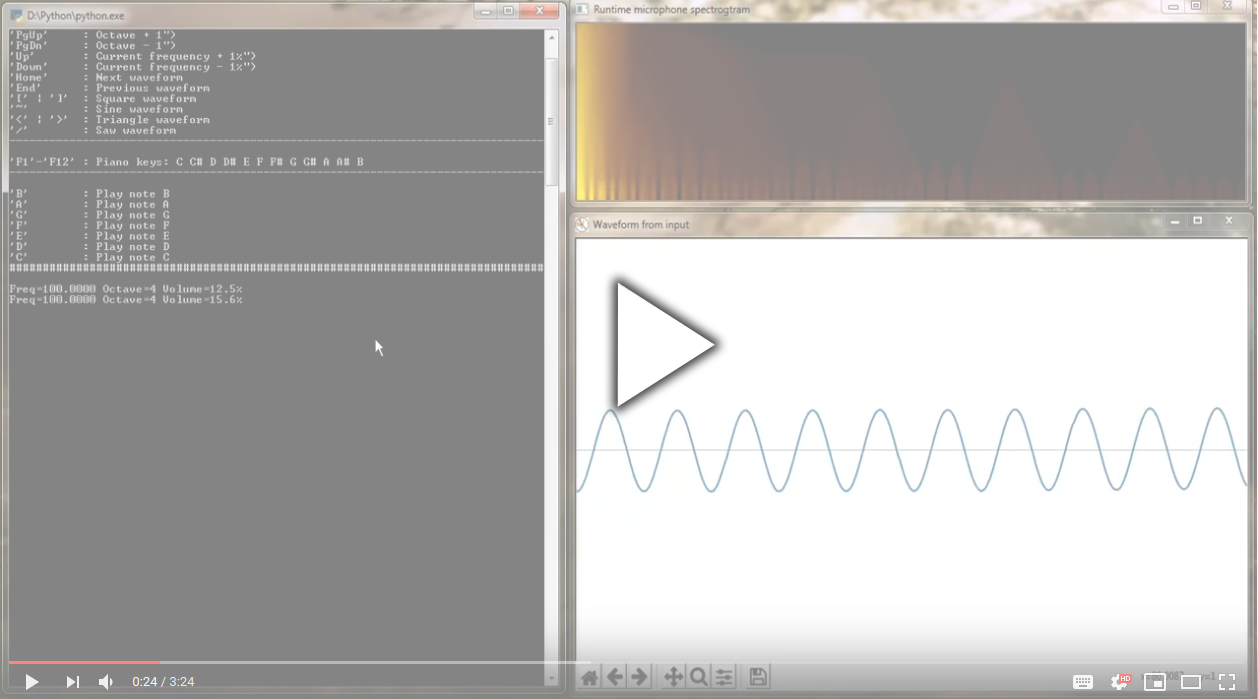 D:\Python\python.exe
'PgUp' : Octave + 1")
'PgDn' : Octave - 1")
'Up' : Current frequency + 1%")
'Down' : Current frequency - 1%")
'Home' : Next waveform
'End' : Previous waveform
'[' ¦ ']' : Square waveform
'~' : Sine waveform
'<' ¦ '>' : Triangle waveform
'/' : Saw waveform
'F1'-'F12' : Piano keys: C C# D D# E F F# G G# A A# B
'B' : Play note B
'A' : Play note A
'G' : Play note G
'F' : Play note F
'E' : Play note E
'D' : Play note D
'C' : Play note C
Freq=100.0000 Octave=4 Volume=12.5%
Freq=100.0000 Octave=4 Volume=15.6%
Runtime microphone spectrogtram
Waveform from input
0:24 / 3:24
HD